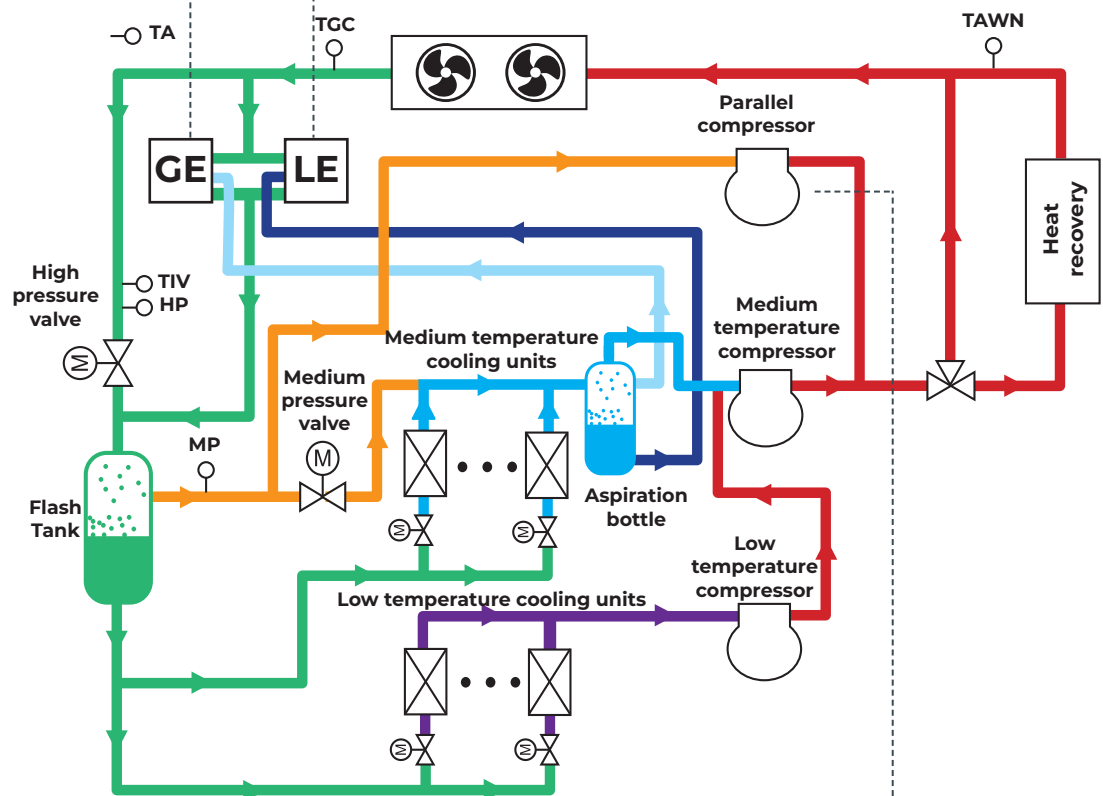 TA
TGC
TAWN
Parallel
compressor
GE
LE
Heat
recovery
High
pressure
valve
TIV
HP
M
Medium temperature
cooling units
Medium
temperature
compressor
Medium
pressure
valve
M
MP
Flash
Tank
Aspiration
bottle
M
M
Low
temperature
compressor
Low temperature cooling units
M
M